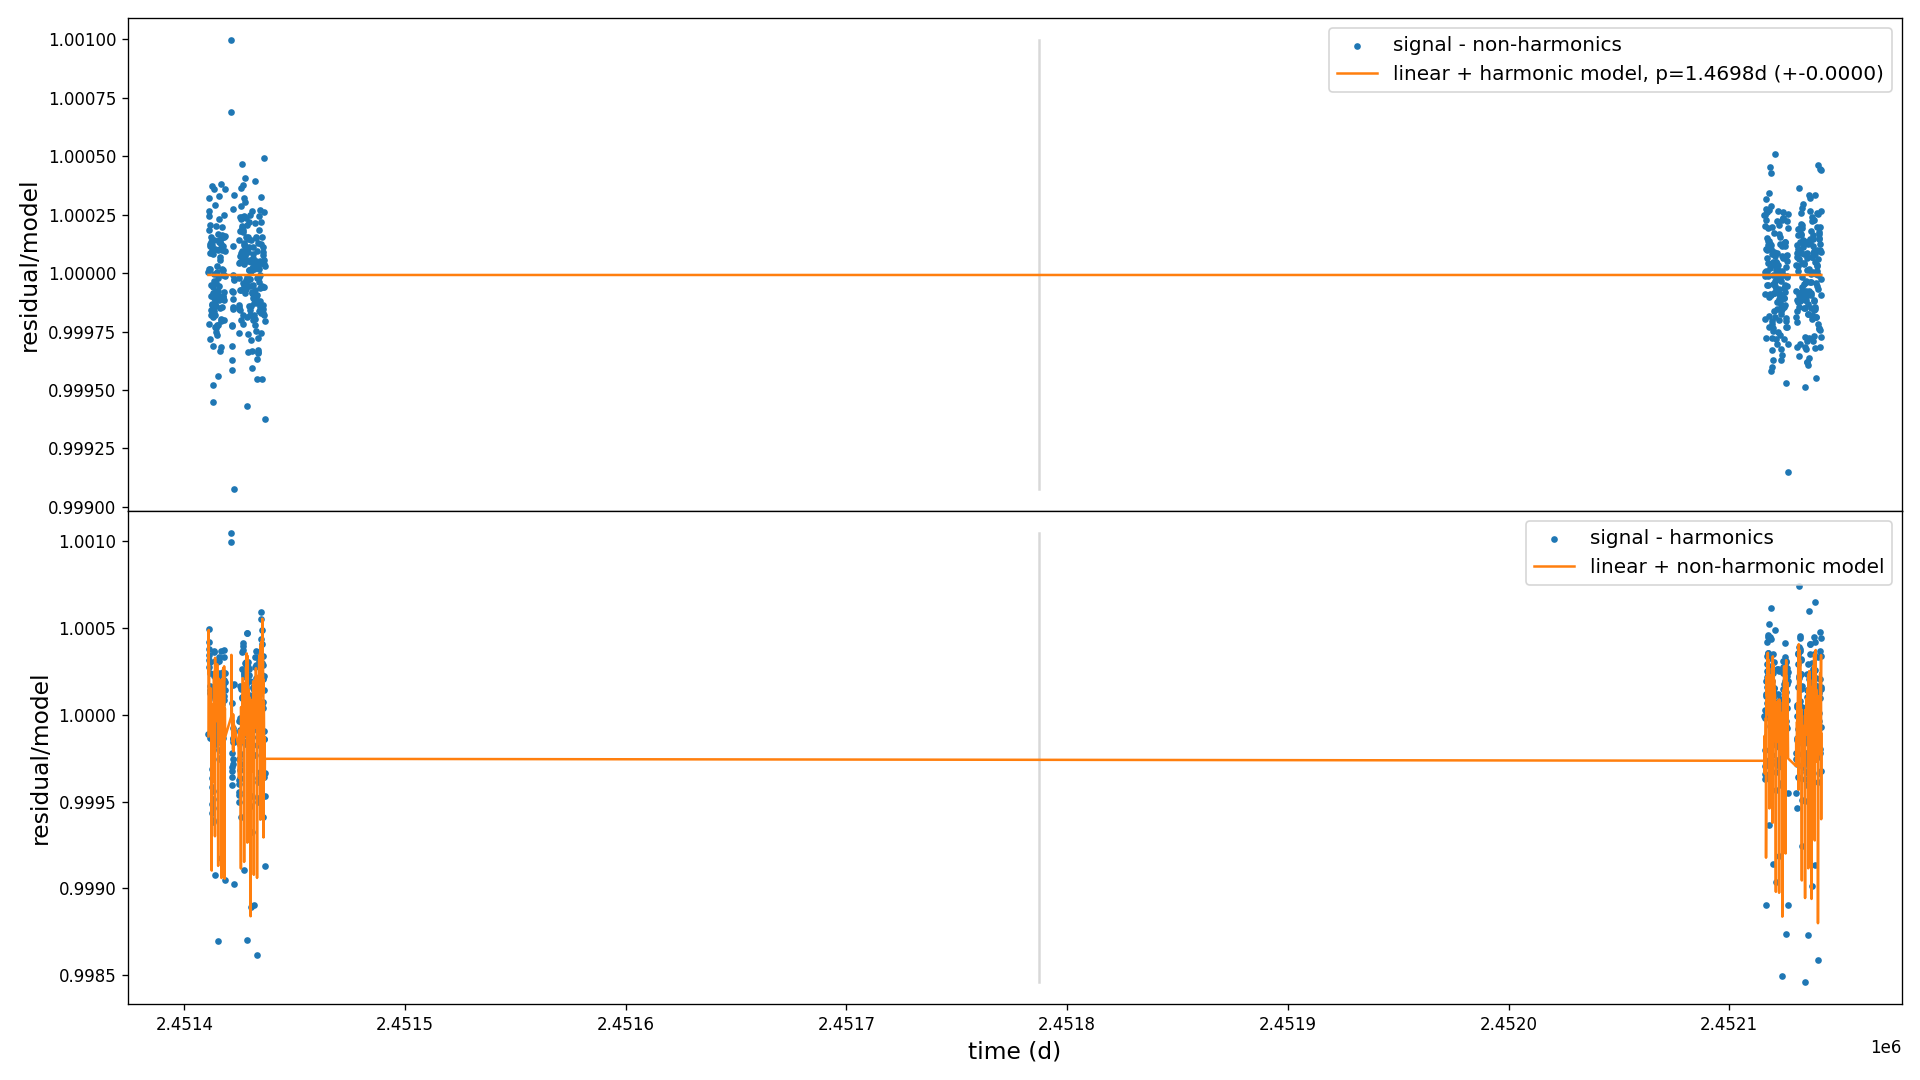 1.00100
1.00075
1.00050
1.00025
1.00000
0.99975
0.99950
0.99925
0.99900
residual/model
signal - non-harmonics
linear + harmonic model, p=1.4698d (+-0.0000)
1.0010
1.0005
1.0000
0.9995
0.9990
0.9985
residual/model
signal - harmonics
linear + non-harmonic model
2.4514
2.4515
2.4516
2.4517
2.4518
2.4519
2.4520
2.4521
1e6
time (d)